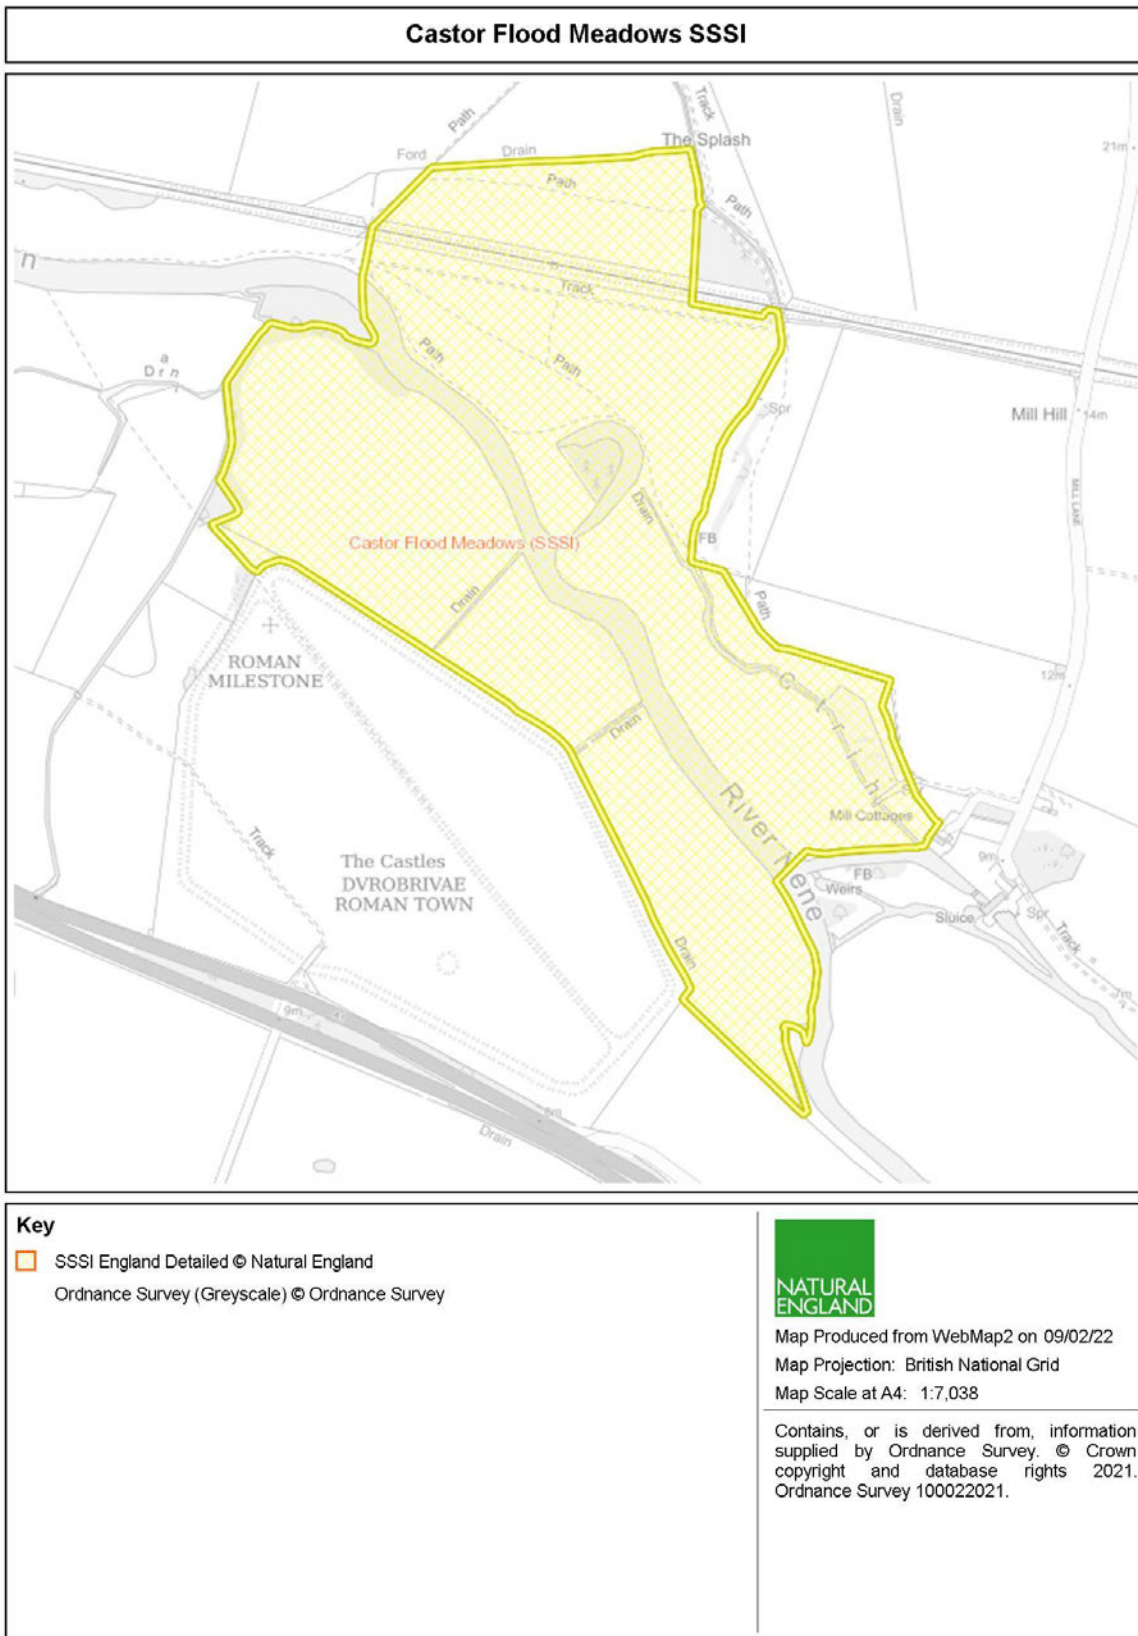 Castor Flood Meadows SSSI
Track
Drain
Path
The Splash
Ford
Drain
21m
Path
Path
n
Track
Path
Path
a
Drn
i
Spr
Mill Hill
14m
MILL LANE
Drain
FB
Castor Flood Meadows (SSSI)
Drain
Path
ROMAN
MILESTONE
12m
C t r i h
Drain
River Nene
Mill Cottages
Track
The Castles
DVROBRIVAE
ROMAN TOWN
9m
FB
Weirs
Sluice
Spr
Track
Drain
7m
9m
8m
Drain
Key
SSSI England Detailed © Natural England
Ordnance Survey (Greyscale) © Ordnance Survey
NATURAL
ENGLAND
Map Produced from WebMap2 on 09/02/22
Map Projection: British National Grid
Map Scale at A4: 1:7,038
Contains, or is derived from, information
supplied by Ordnance Survey. © Crown
copyright and database rights 2021.
Ordnance Survey 100022021.